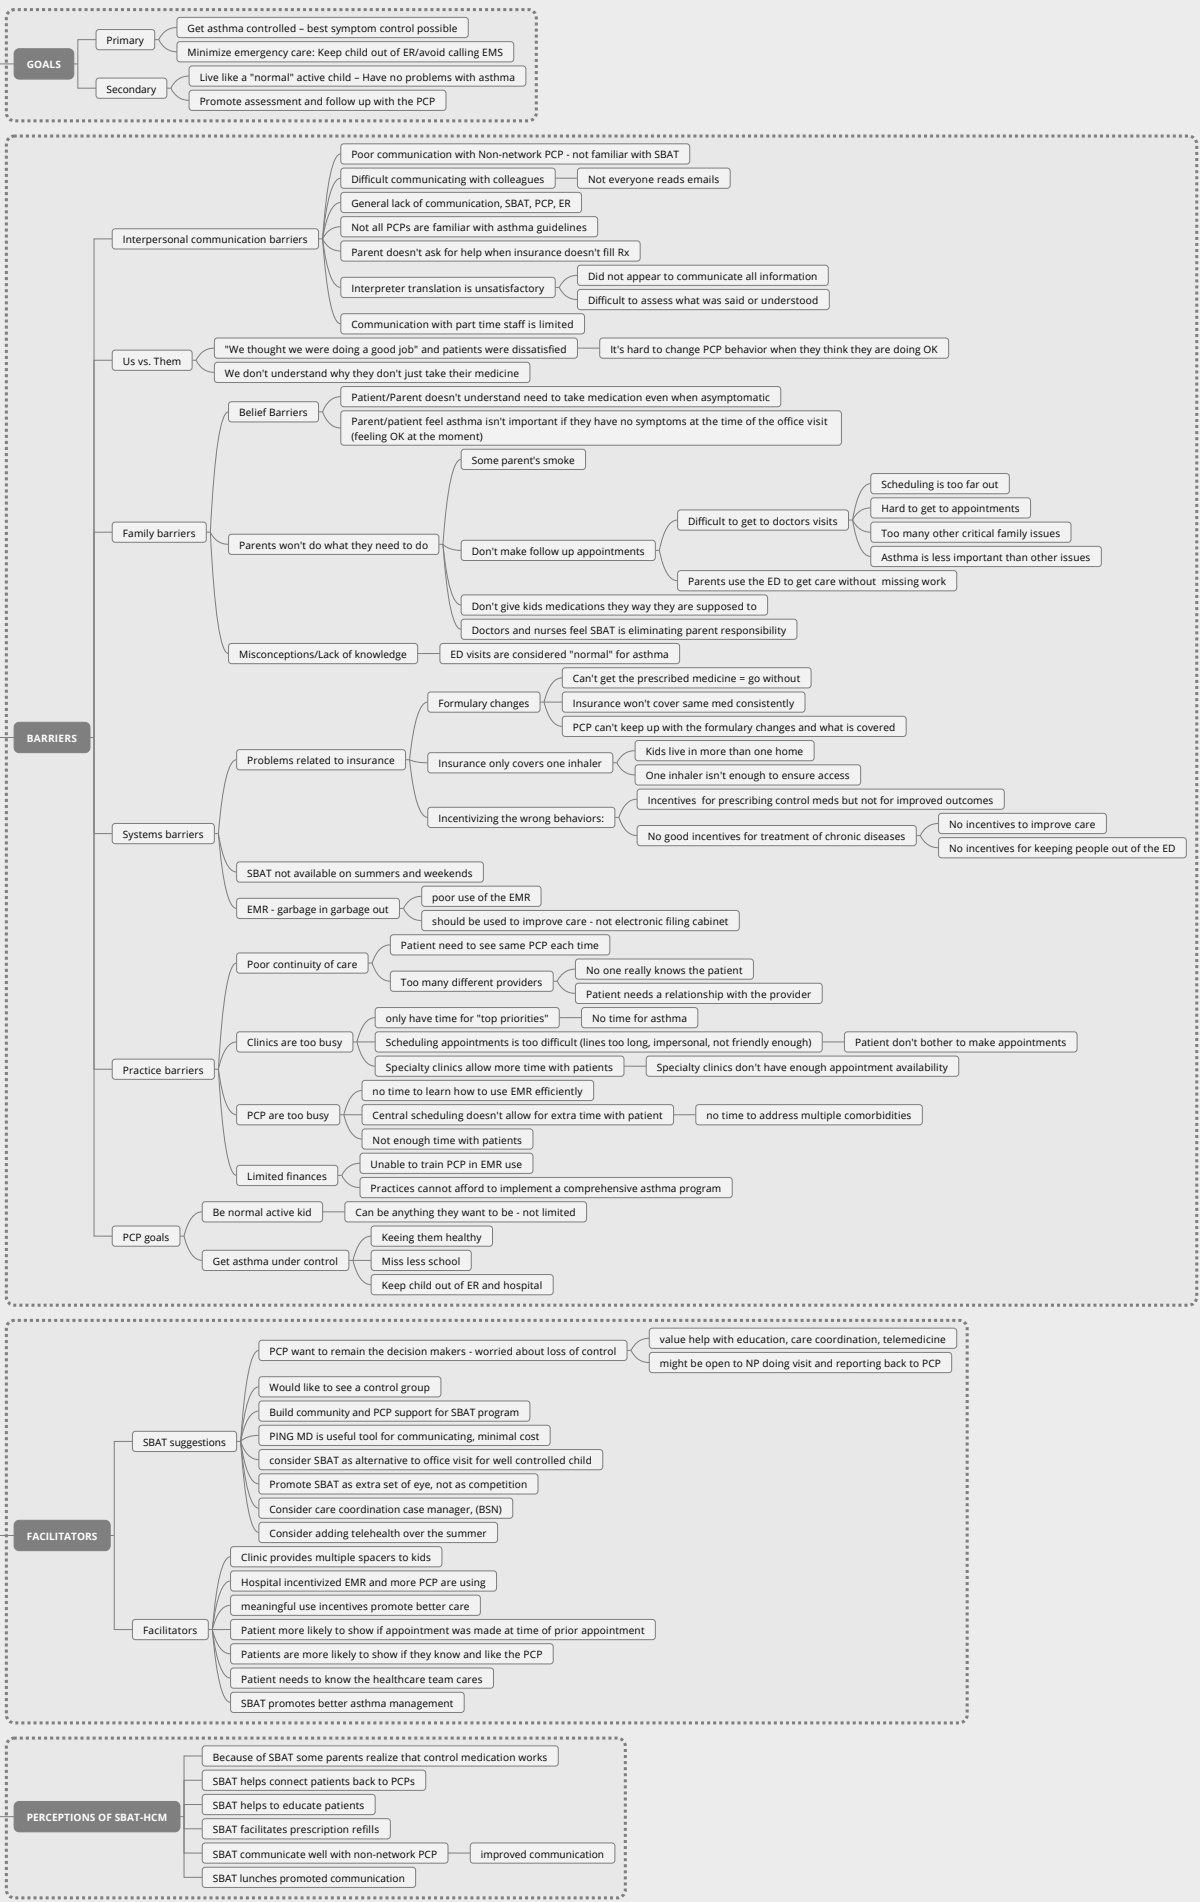 GOALS
Primary
Get asthma controlled – best symptom control possible
Minimize emergency care: Keep child out of ER/avoid calling EMS
Secondary
Live like a "normal" active child – Have no problems with asthma
Promote assessment and follow up with the PCP
BARRIERS
Interpersonal communication barriers
Poor communication with Non-network PCP - not familiar with SBAT
Difficult communicating with colleagues
Not everyone reads emails
General lack of communication, SBAT, PCP, ER
Not all PCPs are familiar with asthma guidelines
Parent doesn't ask for help when insurance doesn't fill Rx
Interpreter translation is unsatisfactory
Did not appear to communicate all information
Difficult to assess what was said or understood
Communication with part time staff is limited
Us vs. Them
"We thought we were doing a good job" and patients were dissatisfied
It's hard to change PCP behavior when they think they are doing OK
We don't understand why they don't just take their medicine
Family barriers
Belief Barriers
Patient/Parent doesn't understand need to take medication even when asymptomatic
Parent/patient feel asthma isn't important if they have no symptoms at the time of the office visit
(feeling OK at the moment)
Parents won't do what they need to do
Some parent's smoke
Don't make follow up appointments
Difficult to get to doctors visits
Scheduling is too far out
Hard to get to appointments
Too many other critical family issues
Asthma is less important than other issues
Parents use the ED to get care without  missing work
Don't give kids medications they way they are supposed to
Doctors and nurses feel SBAT is eliminating parent responsibility
Misconceptions/Lack of knowledge
ED visits are considered "normal" for asthma
Systems barriers
Problems related to insurance
Formulary changes
Can't get the prescribed medicine = go without
Insurance won't cover same med consistently
PCP can't keep up with the formulary changes and what is covered
Insurance only covers one inhaler
Kids live in more than one home
One inhaler isn't enough to ensure access
Incentivizing the wrong behaviors:
Incentives  for prescribing control meds but not for improved outcomes
No good incentives for treatment of chronic diseases
No incentives to improve care
No incentives for keeping people out of the ED
SBAT not available on summers and weekends
EMR - garbage in garbage out
poor use of the EMR
should be used to improve care - not electronic filing cabinet
Practice barriers
Poor continuity of care
Patient need to see same PCP each time
Too many different providers
No one really knows the patient
Patient needs a relationship with the provider
Clinics are too busy
only have time for "top priorities"
No time for asthma
Scheduling appointments is too difficult (lines too long, impersonal, not friendly enough)
Patient don't bother to make appointments
Specialty clinics allow more time with patients
Specialty clinics don't have enough appointment availability
PCP are too busy
no time to learn how to use EMR efficiently
Central scheduling doesn't allow for extra time with patient
no time to address multiple comorbidities
Not enough time with patients
Limited finances
Unable to train PCP in EMR use
Practices cannot afford to implement a comprehensive asthma program
PCP goals
Be normal active kid
Can be anything they want to be - not limited
Get asthma under control
Keeing them healthy
Miss less school
Keep child out of ER and hospital
FACILITATORS
SBAT suggestions
PCP want to remain the decision makers - worried about loss of control
value help with education, care coordination, telemedicine
might be open to NP doing visit and reporting back to PCP
Would like to see a control group
Build community and PCP support for SBAT program
PING MD is useful tool for communicating, minimal cost
consider SBAT as alternative to office visit for well controlled child
Promote SBAT as extra set of eye, not as competition
Consider care coordination case manager, (BSN)
Consider adding telehealth over the summer
Facilitators
Clinic provides multiple spacers to kids
Hospital incentivized EMR and more PCP are using
meaningful use incentives promote better care
Patient more likely to show if appointment was made at time of prior appointment
Patients are more likely to show if they know and like the PCP
Patient needs to know the healthcare team cares
SBAT promotes better asthma management
PERCEPTIONS OF SBAT-HCM
Because of SBAT some parents realize that control medication works
SBAT helps connect patients back to PCPs
SBAT helps to educate patients
SBAT facilitates prescription refills
SBAT communicate well with non-network PCP
improved communication
SBAT lunches promoted communication